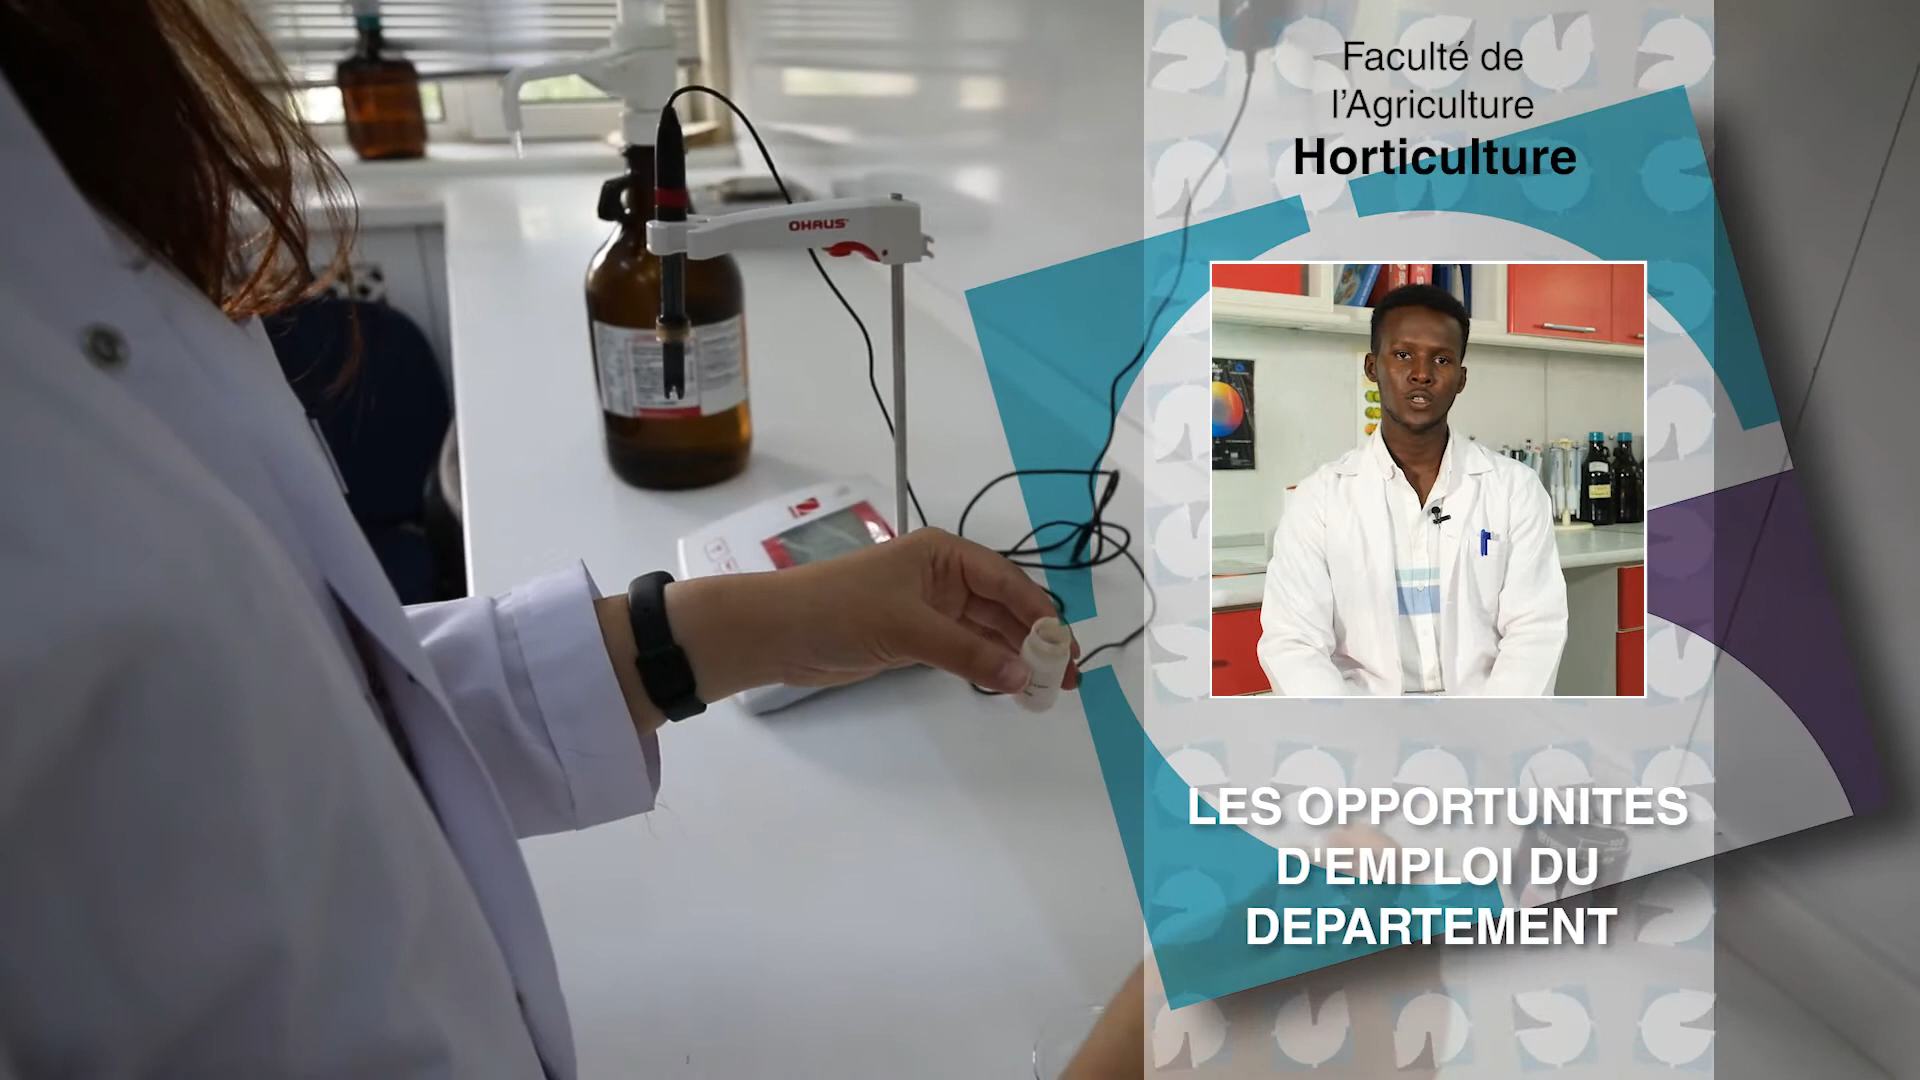 Faculté de
l’Agriculture
Horticulture
OHAUS
LES OPPORTUNITES
D'EMPLOI DU
DEPARTEMENT